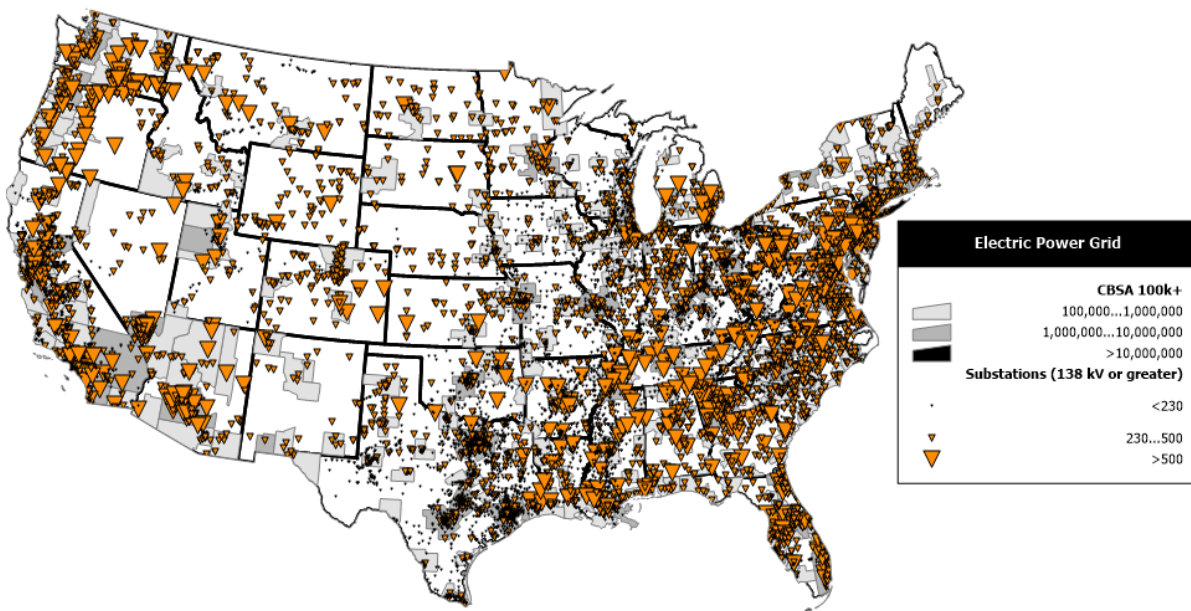 Electric Power Grid
CBSA 100k+
100,000...1,000,000
1,000,000...10,000,000
>10,000,000
Substations (138 kV or greater)
<230
230...500
>500